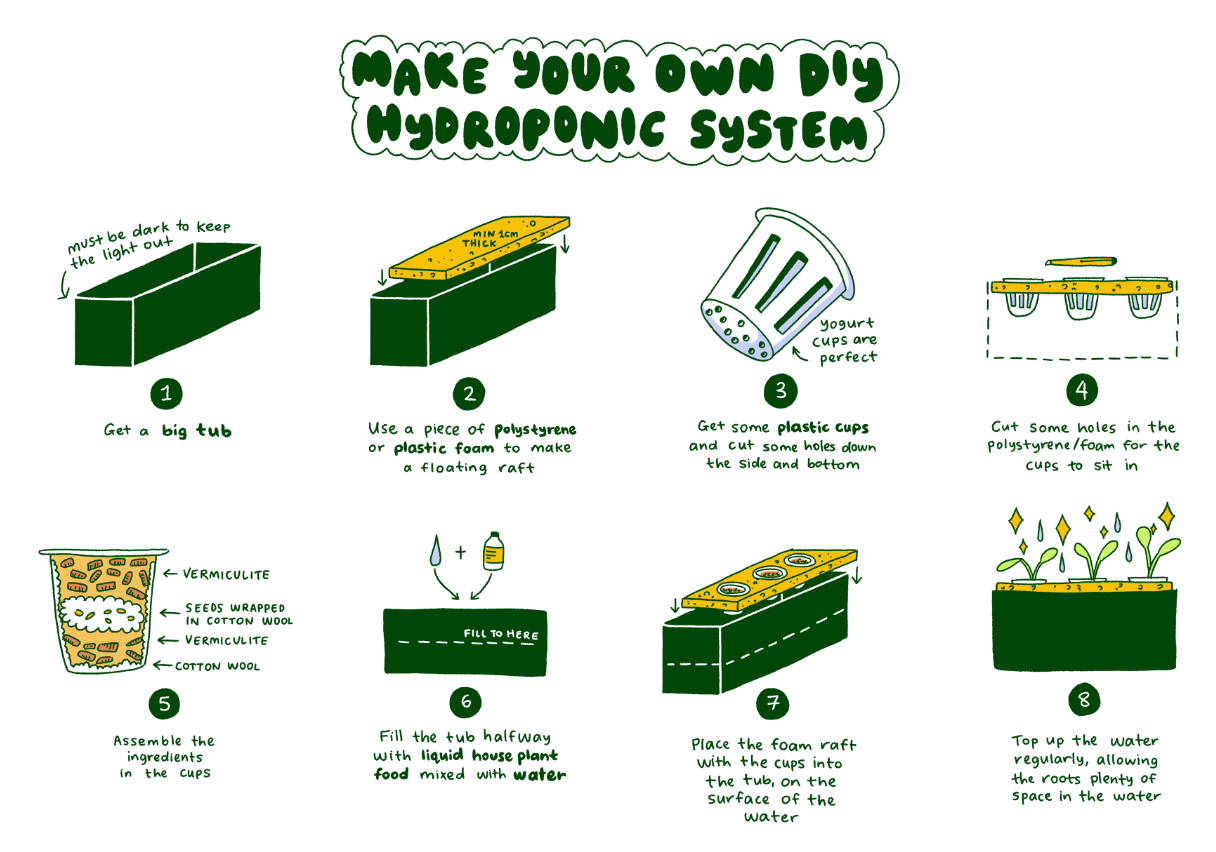 MAKE YOUR OWN DIY
HYDROPONIC SYSTEM
must be dark to keep
the light out
1
Get a big tub
MIN 1cm
THICK
2
Use a piece of polystyrene
or plastic foam to make
a floating raft
yogurt
cups are
perfect
3
Get some plastic cups
and cut some holes down
the side and bottom
4
Cut some holes in the
polystyrene/foam for the
cups to sit in
VERMICULITE
SEEDS WRAPPED
IN COTTON WOOL
VERMICULITE
COTTON WOOL
5
Assemble the
ingredients
in the cups
+
FILL TO HERE
6
Fill the tub halfway
with liquid house plant
food mixed with water
7
Place the foam raft
with the cups into
the tub, on the
surface of the
water
8
Top up the water
regularly, allowing
the roots plenty of
space in the water